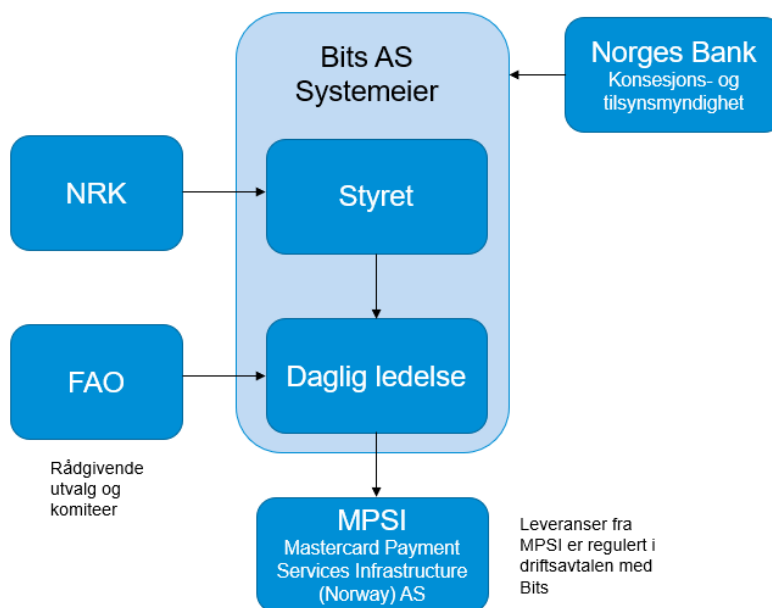 Bits AS
Systemeier
Norges Bank
Konsesjons- og
tilsynsmyndighet
NRK
Styret
FAO
Daglig ledelse
Rådgivende
utvalg og
komiteer
MPSI
Mastercard Payment
Services Infrastructure
(Norway) AS
Leveranser fra
MPSI er regulert i
driftsavtalen med
Bits